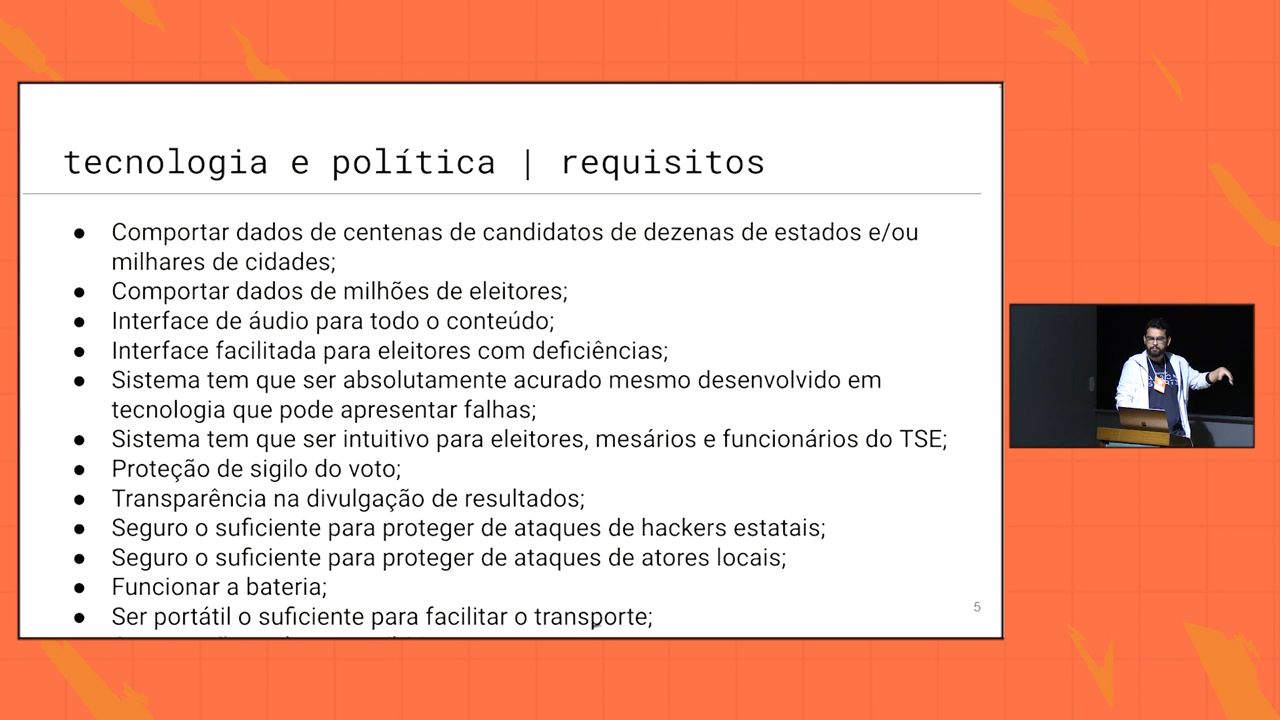 tecnologia e política | requisitos
● Comportar dados de centenas de candidatos de dezenas de estados e/ou
milhares de cidades;
● Comportar dados de milhões de eleitores;
● Interface de áudio para todo o conteúdo;
● Interface facilitada para eleitores com deficiências;
● Sistema tem que ser absolutamente acurado mesmo desenvolvido em
tecnologia que pode apresentar falhas;
● Sistema tem que ser intuitivo para eleitores, mesários e funcionários do TSE;
● Proteção de sigilo do voto;
● Transparência na divulgação de resultados;
● Seguro o suficiente para proteger de ataques de hackers estatais;
● Seguro o suficiente para proteger de ataques de atores locais;
● Funcionar a bateria;
● Ser portátil o suficiente para facilitar o transporte;
5